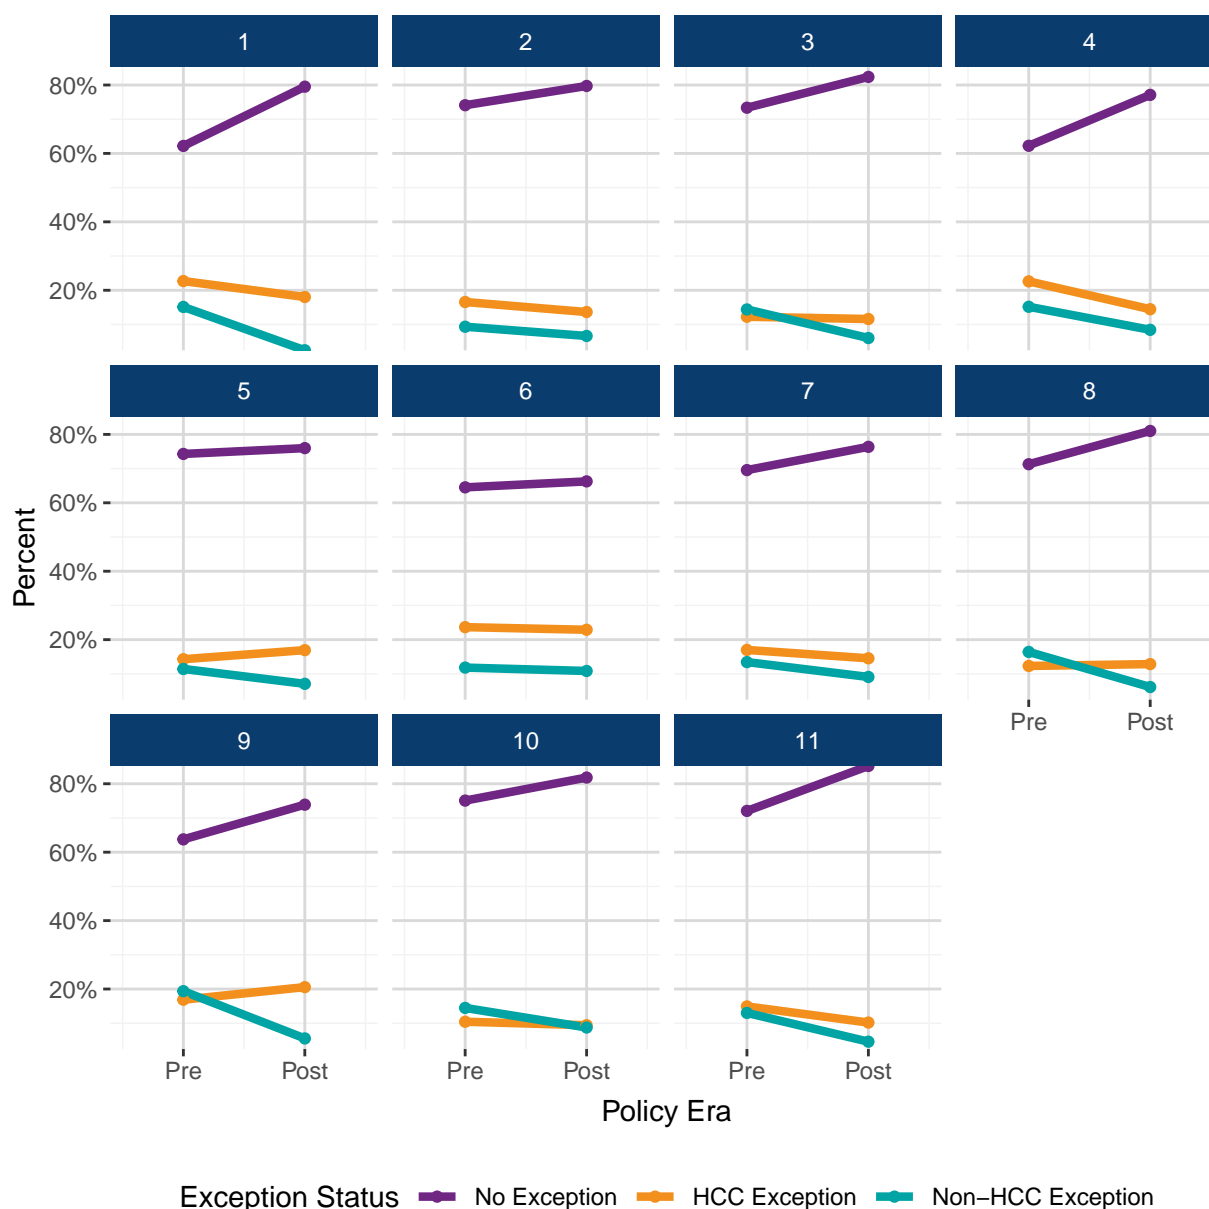 1 2 3 4
80%
60%
40%
20%
5 6 7 8
80%
60%
40%
20%
Pre Post
9 10 11
80%
60%
40%
20%
Pre Post Pre Post Pre Post
Percent
Policy Era
Exception Status No Exception HCC Exception Non−HCC Exception